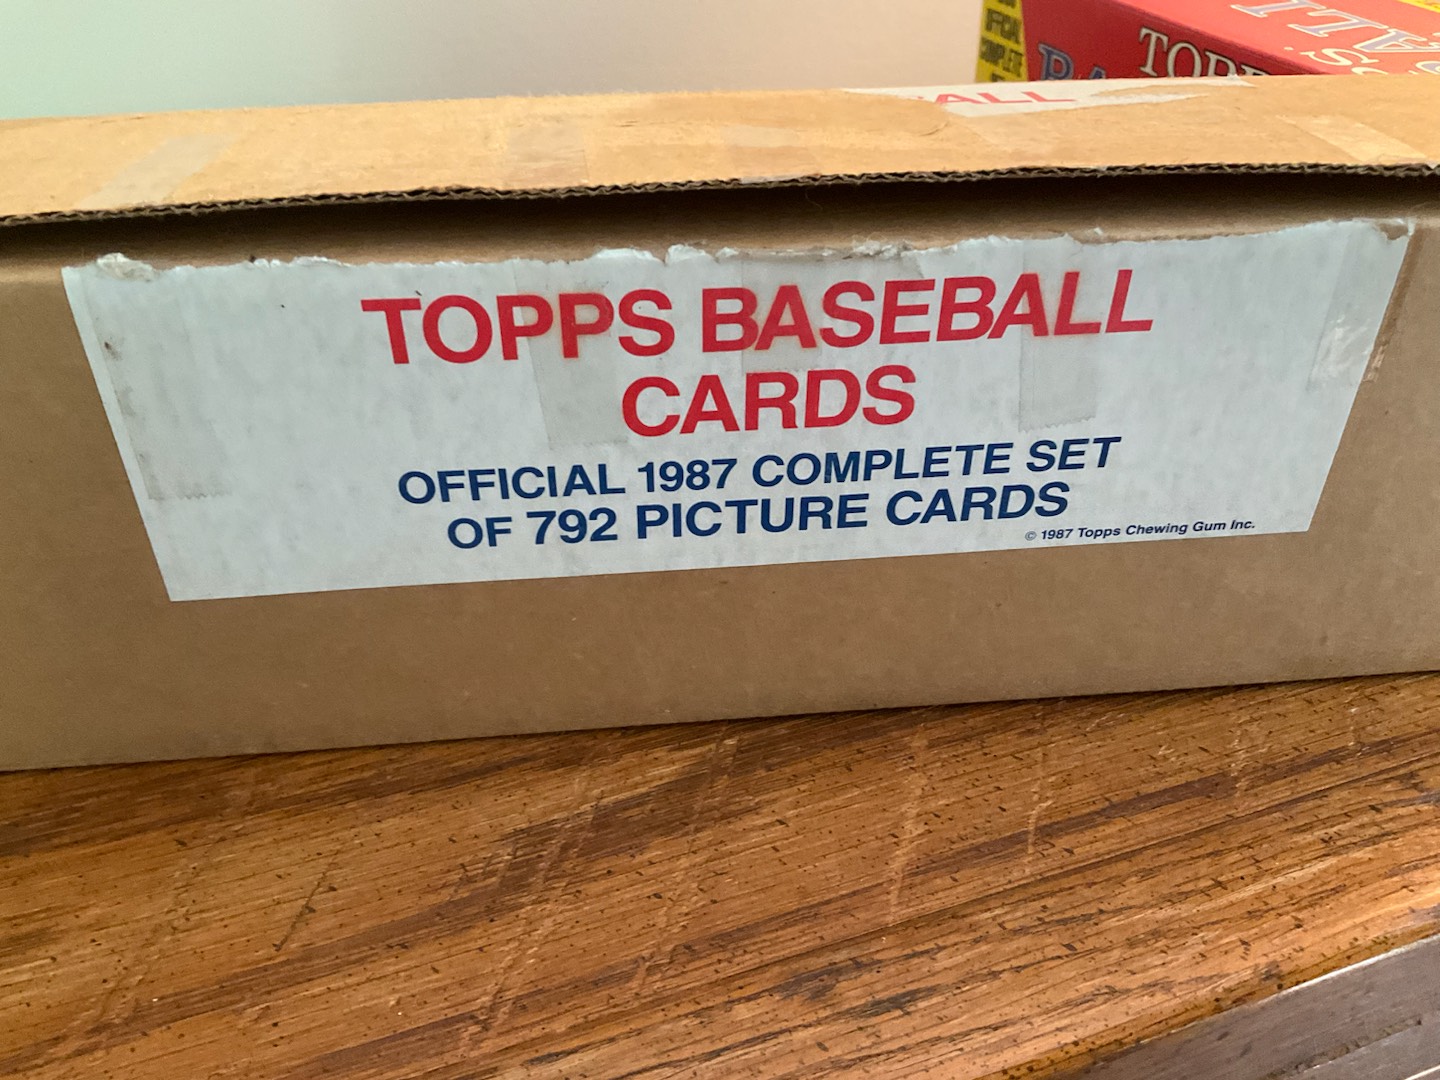 TOPPS BASEBALL
CARDS
OFFICIAL 1987 COMPLETE SET
OF 792 PICTURE CARDS
© 1987 Topps Chewing Gum Inc.